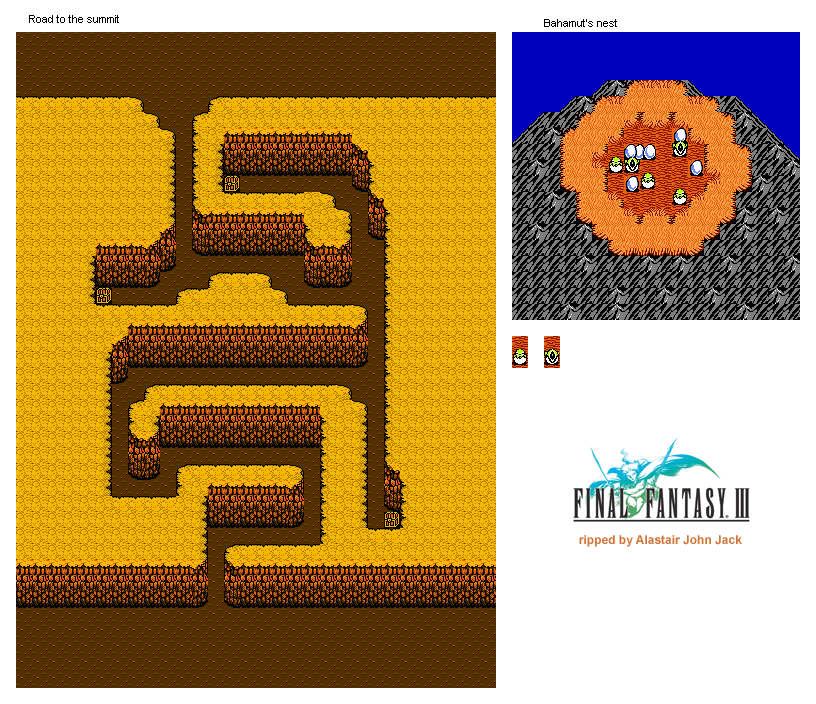 Road to the summit
Bahamut's nest
FINAL FANTASY III
ripped by Alastair John Jack